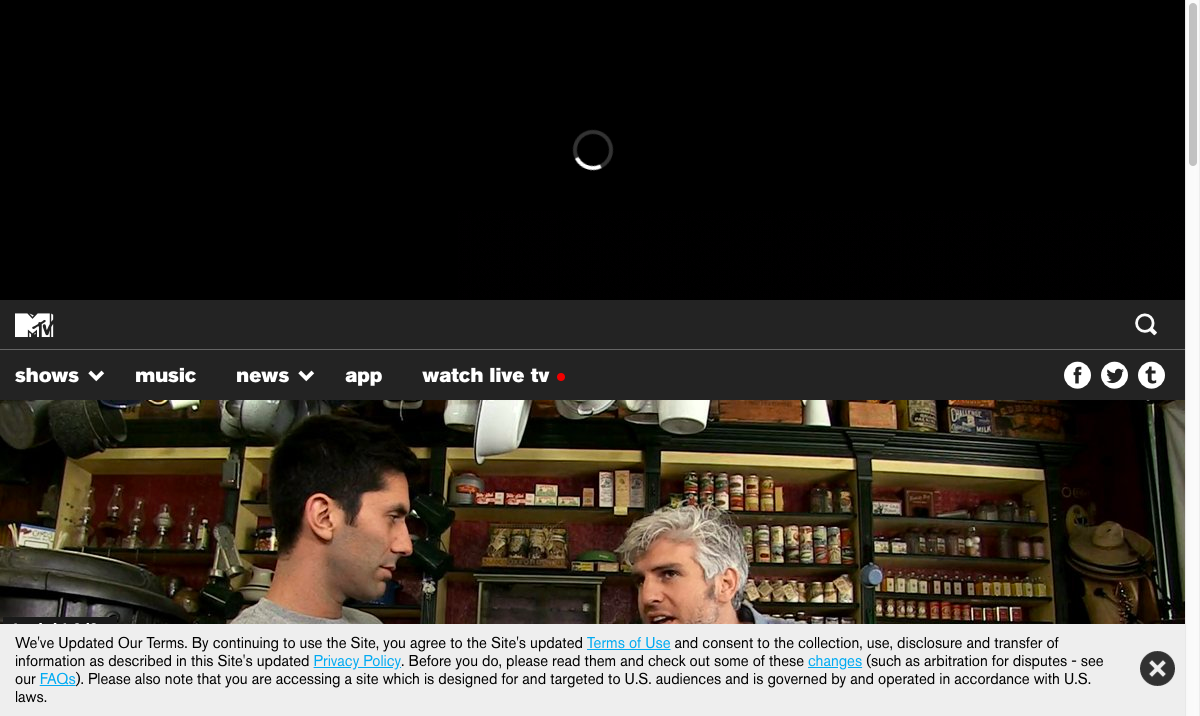 MTV
shows music news app watch live tv
CHALLENGE
MILK
We've Updated Our Terms. By continuing to use the Site, you agree to the Site's updated Terms of Use and consent to the collection, use, disclosure and transfer of
information as described in this Site's updated Privacy Policy. Before you do, please read them and check out some of these changes (such as arbitration for disputes - see
our FAQs). Please also note that you are accessing a site which is designed for and targeted to U.S. audiences and is governed by and operated in accordance with U.S.
laws.